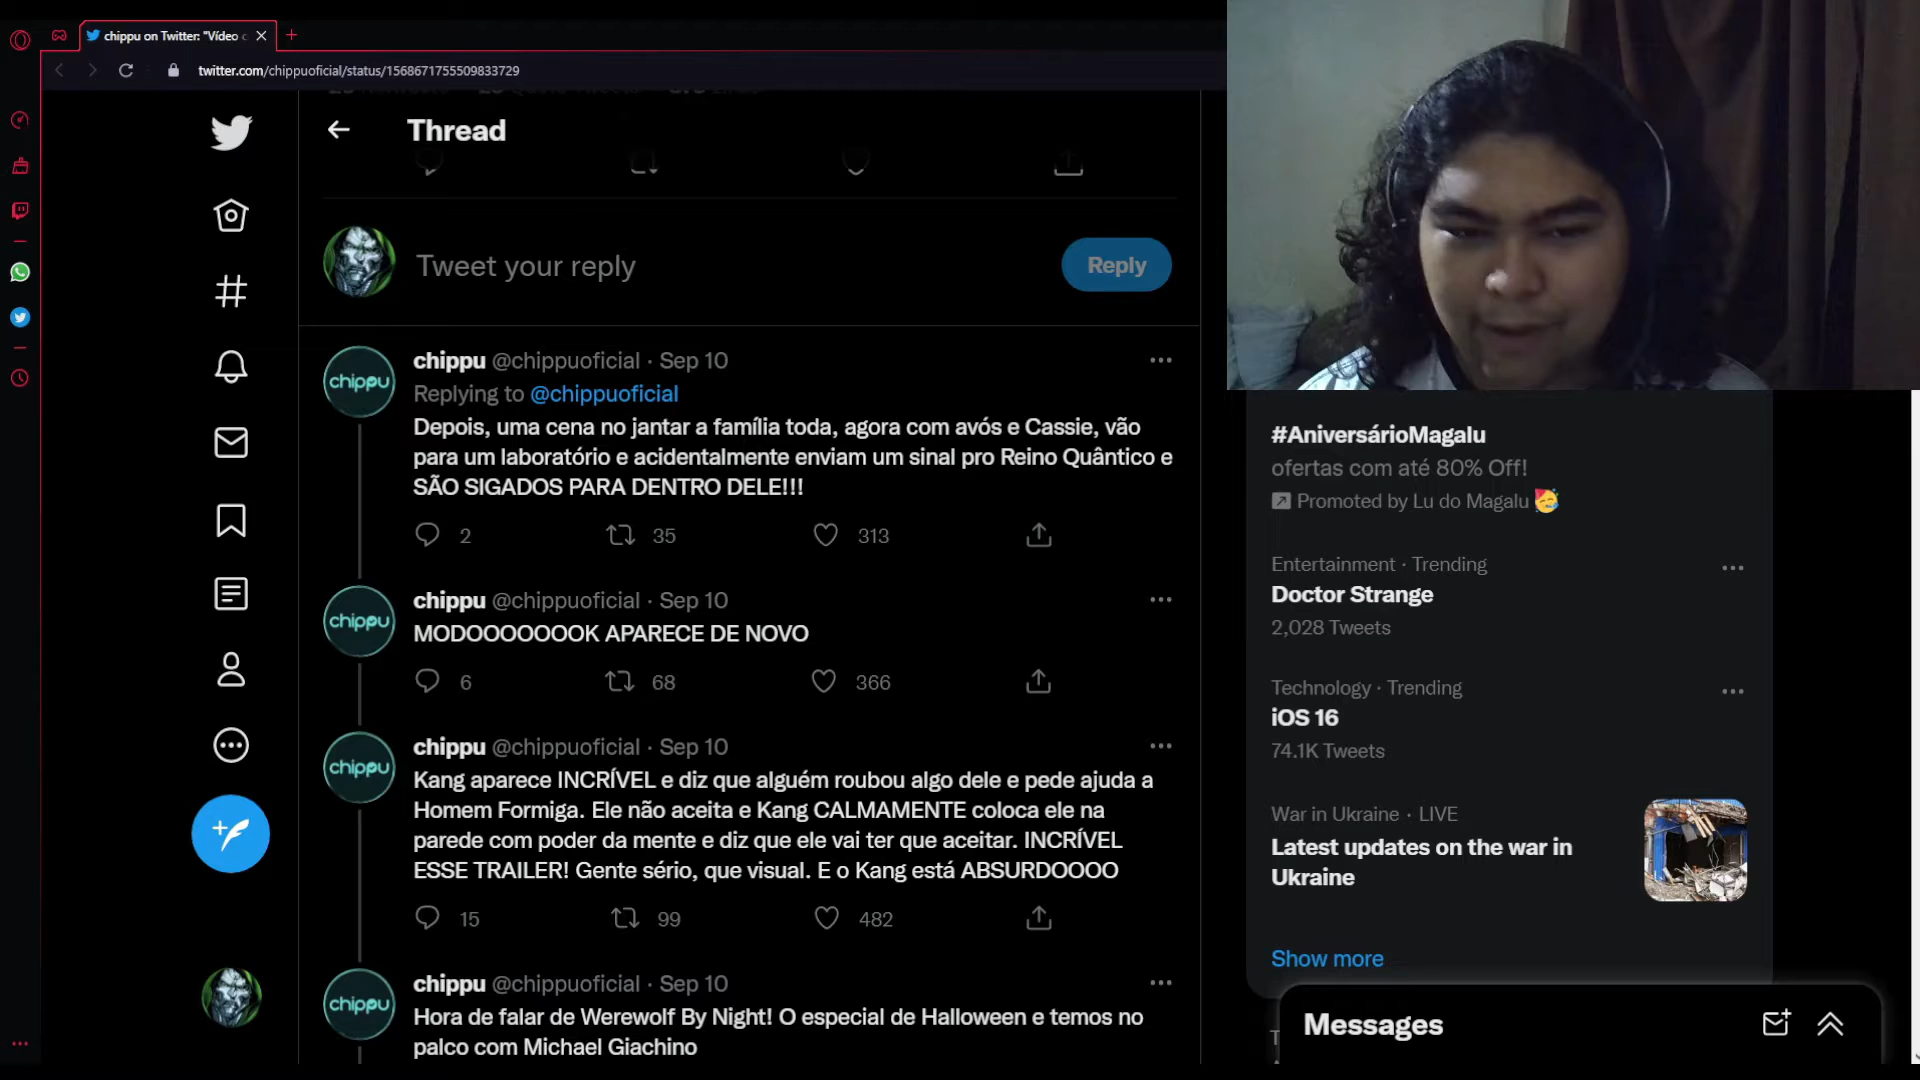 chippu on Twitter: "Vídeo
twitter.com/chippuoficial/status/1568671755509833729
Thread
Tweet your reply
Reply
chippu @chippuoficial · Sep 10
Replying to @chippuoficial
Depois, uma cena no jantar a família toda, agora com avós e Cassie, vão
para um laboratório e acidentalmente enviam um sinal pro Reino Quântico e
SÃO SIGADOS PARA DENTRO DELE!!!
2 35 313
chippu @chippuoficial · Sep 10
MODOOOOOOOK APARECE DE NOVO
6 68 366
chippu @chippuoficial · Sep 10
Kang aparece INCRÍVEL e diz que alguém roubou algo dele e pede ajuda a
Homem Formiga. Ele não aceita e Kang CALMAMENTE coloca ele na
parede com poder da mente e diz que ele vai ter que aceitar. INCRÍVEL
ESSE TRAILER! Gente sério, que visual. E o Kang está ABSURDOOOO
15 99 482
chippu @chippuoficial · Sep 10
Hora de falar de Werewolf By Night! O especial de Halloween e temos no
palco com Michael Giachino
chippu
chippu
chippu
chippu
#AniversárioMagalu
ofertas com até 80% Off!
Promoted by Lu do Magalu
Entertainment · Trending
Doctor Strange
2,028 Tweets
Technology · Trending
iOS 16
74.1K Tweets
War in Ukraine · LIVE
Latest updates on the war in
Ukraine
Show more
Messages